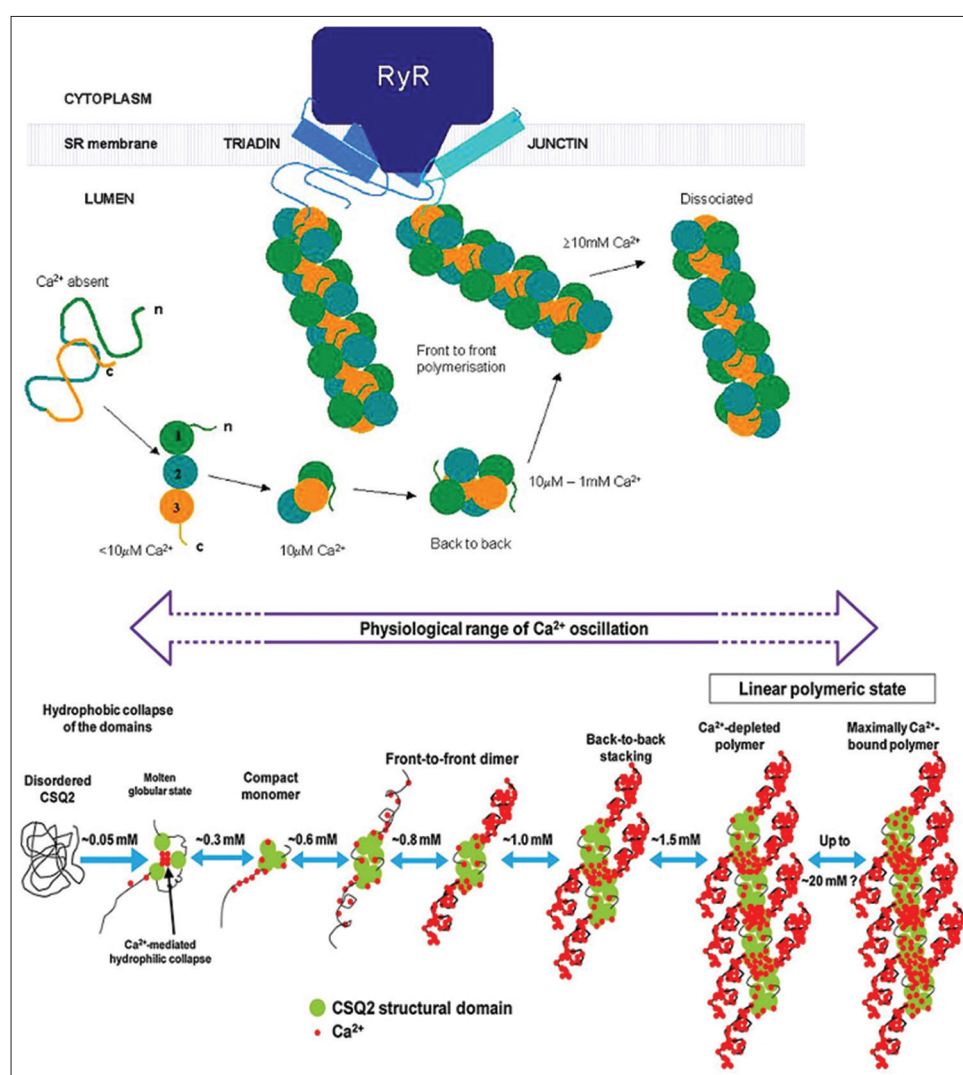 RyR
CYTOPLASM
SR membrane
TRIADIN
JUNCTIN
LUMEN
Dissociated
≥10mM Ca²⁺
Ca²⁺ absent
n
c
Front to front
polymerisation
1
n
2
3
c
<10μM Ca²⁺
10μM Ca²⁺
Back to back
10μM – 1mM Ca²⁺
Physiological range of Ca²⁺ oscillation
Linear polymeric state
Hydrophobic collapse
of the domains
Disordered
CSQ2
Molten
globular state
Compact
monomer
Front-to-front dimer
Back-to-back
stacking
Ca²⁺-depleted
polymer
Maximally Ca²⁺-
bound polymer
~0.05 mM
~0.3 mM
~0.6 mM
~0.8 mM
~1.0 mM
~1.5 mM
Up to
~20 mM ?
Ca²⁺-mediated
hydrophilic collapse
CSQ2 structural domain
Ca²⁺